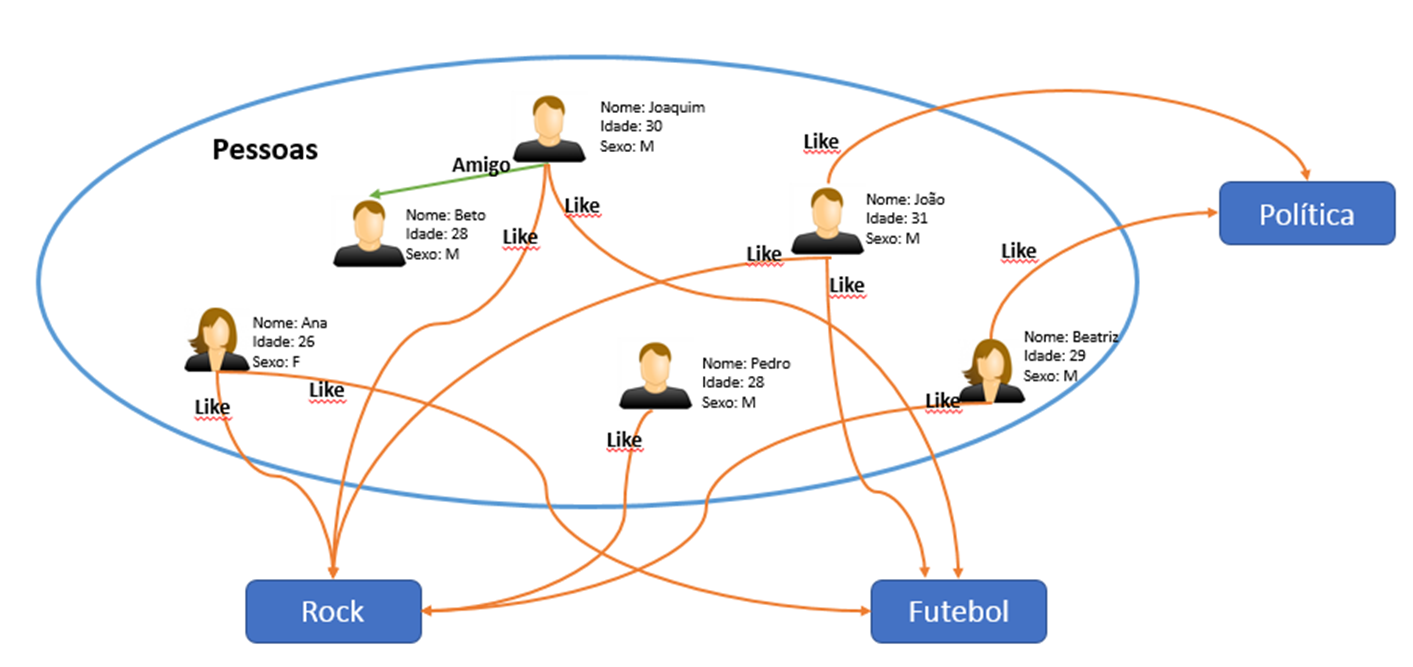 Pessoas
Nome: Joaquim
Idade: 30
Sexo: M
Amigo
Like
Like
Nome: Beto
Idade: 28
Sexo: M
Like
Nome: João
Idade: 31
Sexo: M
Like
Like
Política
Like
Nome: Ana
Idade: 26
Sexo: F
Like
Like
Nome: Pedro
Idade: 28
Sexo: M
Like
Nome: Beatriz
Idade: 29
Sexo: M
Like
Rock
Futebol